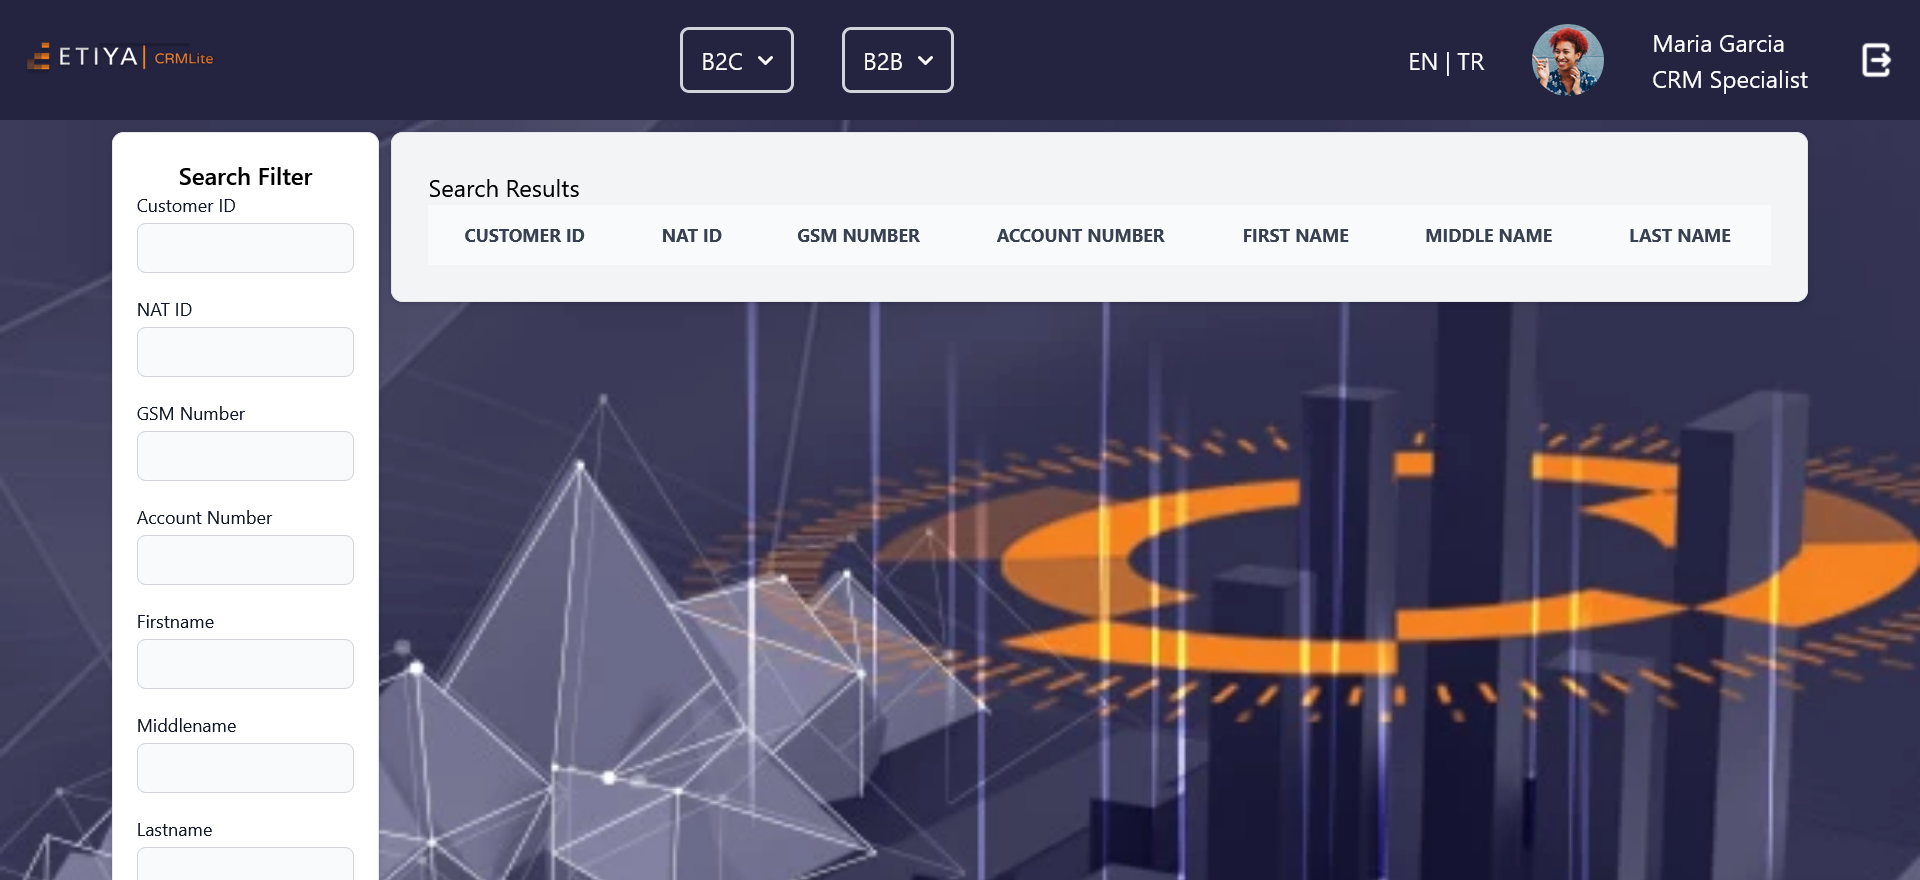 ETIYA CRMLite
B2C
B2B
EN | TR
Maria Garcia
CRM Specialist
Search Filter
Customer ID
NAT ID
GSM Number
Account Number
Firstname
Middlename
Lastname
Search Results
CUSTOMER ID NAT ID GSM NUMBER ACCOUNT NUMBER FIRST NAME MIDDLE NAME LAST NAME